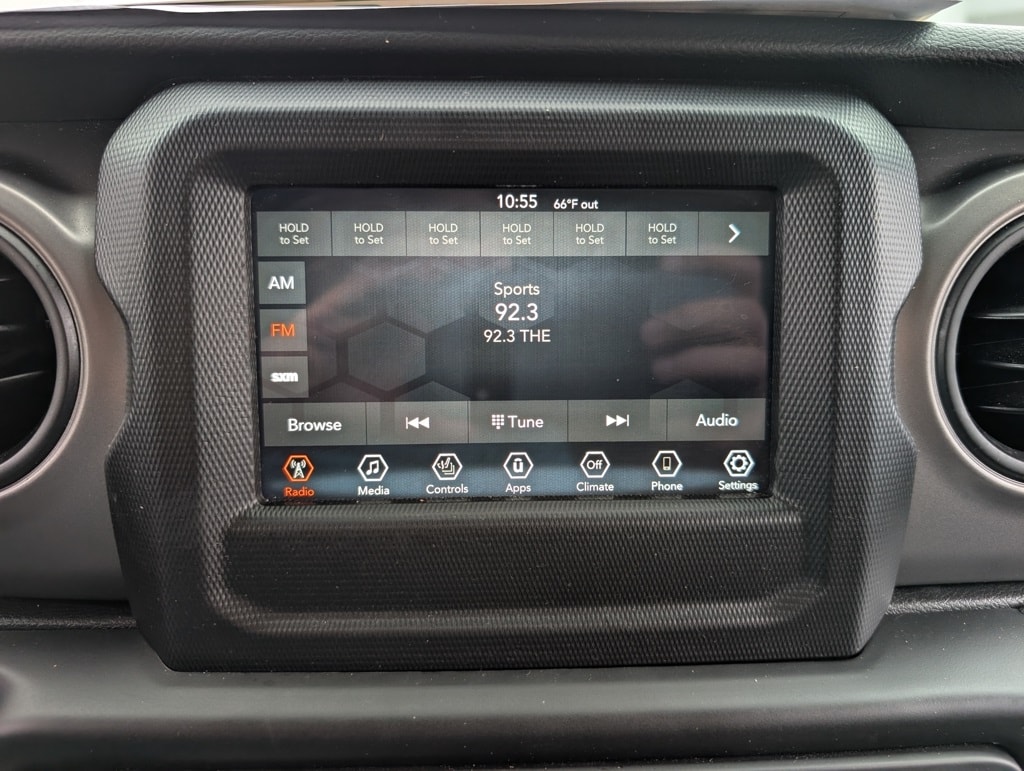 10:55 66°F out
HOLD to Set HOLD to Set HOLD to Set HOLD to Set HOLD to Set HOLD to Set
AM
FM
sxm
Sports
92.3
92.3 THE
Browse Tune Audio
Off
Radio Media Controls Apps Climate Phone Settings